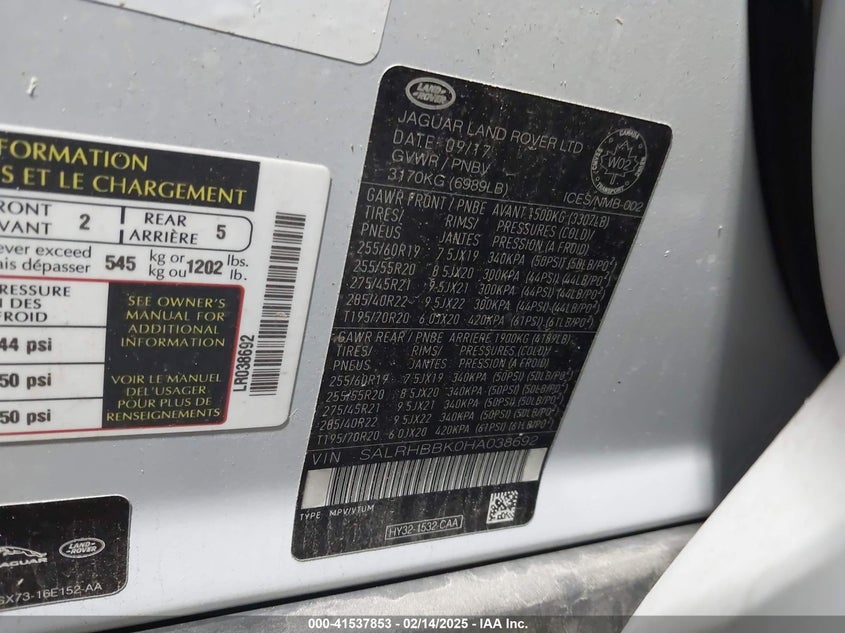 FORMATION
S ET LE CHARGEMENT
FRONT
VANT 2 REAR
ARRIÈRE 5
ever exceed
ais dépasser 545 kg or
kg ou 1202 lbs.
lb.
PRESSURE
N DES
FROID
44 psi
50 psi
50 psi
SEE OWNER'S
MANUAL FOR
ADDITIONAL
INFORMATION
VOIR LE MANUEL
DEL'USAGER
POUR PLUS DE
RENSEIGNEMENTS
LR038692
JAGUAR
LAND ROVER
GX73-16E152-AA
LAND ROVER
JAGUAR LAND ROVER LTD
DATE 09/17
GVWR / PNBV
3170KG (6989LB)
CANADA
W02
T
ICES/NMB-002
GAWR FRONT / PNBE AVANT 1500KG (3307LB)
TIRES/ RIMS/ PRESSURES (COLD)/
PNEUS JANTES PRESSION (A FROID)
255/60R19 7.5JX19 340KPA (50PSI) (50LB/PO²)
255/55R20 8.5JX20 300KPA (44PSI) (44LB/PO²)
275/45R21 9.5JX21 300KPA (44PSI) (44LB/PO²)
285/40R22 9.5JX22 300KPA (44PSI) (44LB/PO²)
T195/70R20 6.0JX20 420KPA (61PSI) (61LB/PO²)
GAWR REAR / PNBE ARRIERE 1900KG (4189LB)
TIRES/ RIMS/ PRESSURES (COLD)/
PNEUS JANTES PRESSION (A FROID)
255/60R19 7.5JX19 340KPA (50PSI) (50LB/PO²)
255/55R20 8.5JX20 340KPA (50PSI) (50LB/PO²)
275/45R21 9.5JX21 340KPA (50PSI) (50LB/PO²)
285/40R22 9.5JX22 340KPA (50PSI) (50LB/PO²)
T195/70R20 6.0JX20 420KPA (61PSI) (61LB/PO²)
VIN SALRHBBK0HA038692
TYPE MPV/VTUM
HY32-1532-CAA
000-41537853 - 02/14/2025 - IAA Inc.